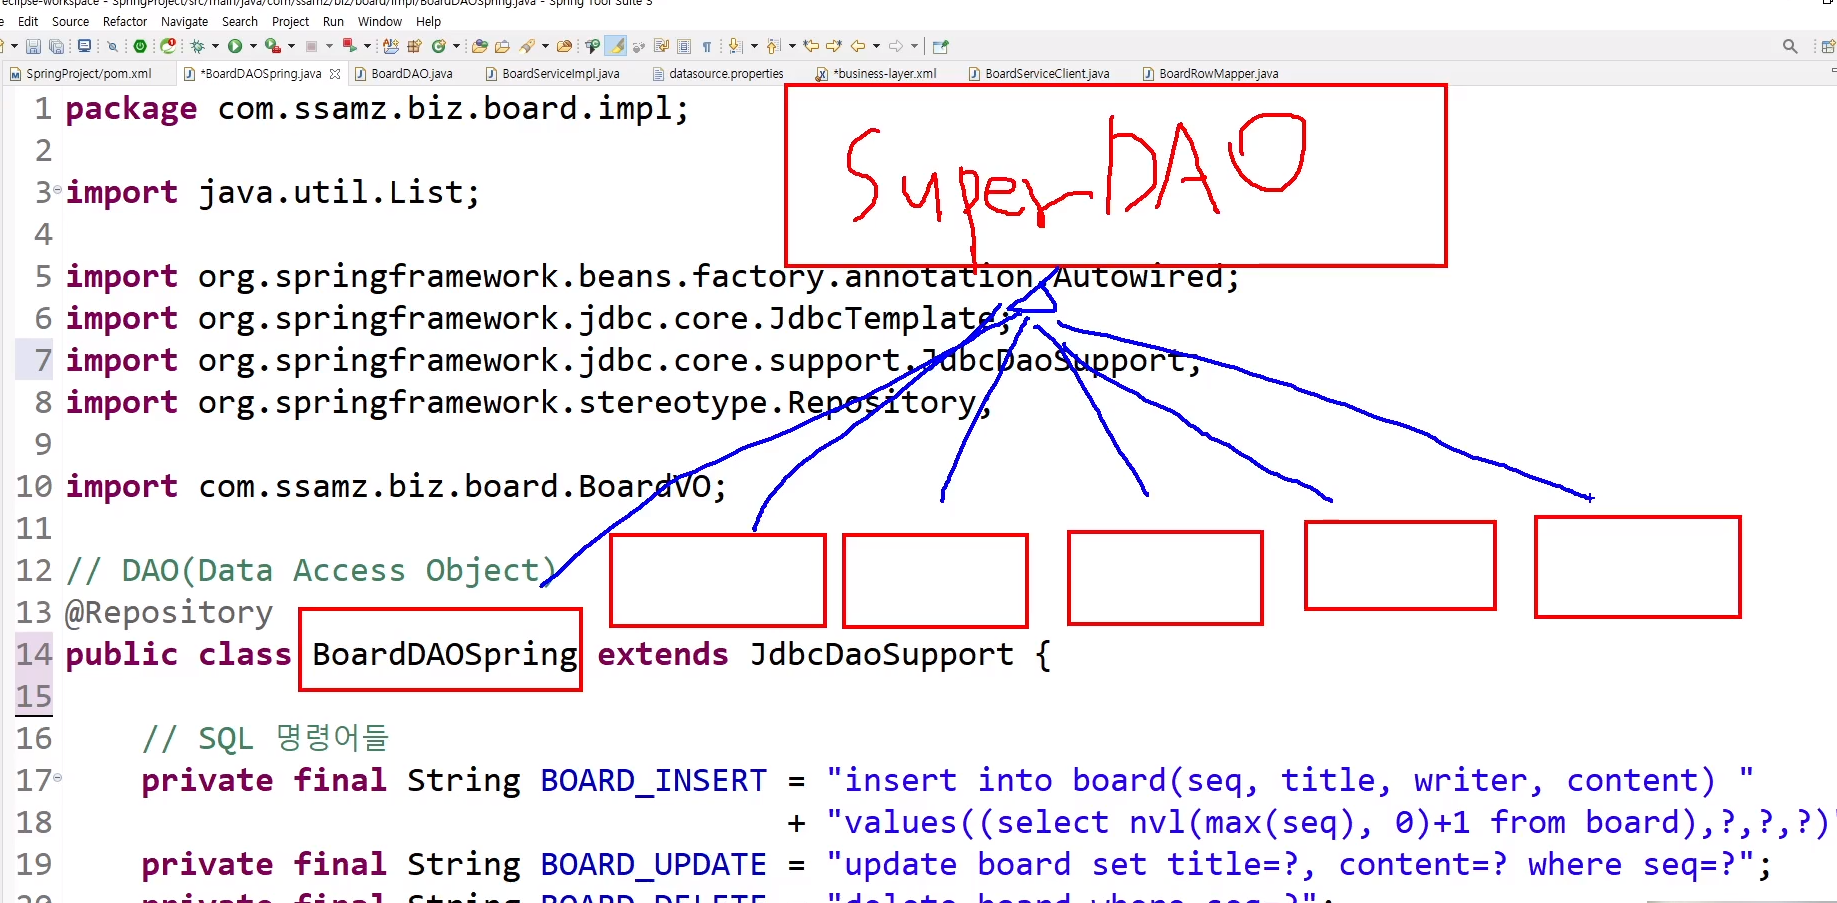 eclipse-workspace - SpringProject/src/main/java/com/ssamz/biz/board/impl/BoardDAOSpring.java - Spring Tool Suite 3
Edit Source Refactor Navigate Search Project Run Window Help
SpringProject/pom.xml *BoardDAOSpring.java BoardDAO.java BoardServiceImpl.java datasource.properties *business-layer.xml BoardServiceClient.java BoardRowMapper.java
SuperDAO
1 package com.ssamz.biz.board.impl;
2
3 import java.util.List;
4
5 import org.springframework.beans.factory.annotation.Autowired;
6 import org.springframework.jdbc.core.JdbcTemplate;
7 import org.springframework.jdbc.core.support.JdbcDaoSupport;
8 import org.springframework.stereotype.Repository;
9
10 import com.ssamz.biz.board.BoardVO;
11
12 // DAO(Data Access Object)
13 @Repository
14 public class BoardDAOSpring extends JdbcDaoSupport {
15
16 // SQL 명령어들
17 private final String BOARD_INSERT = "insert into board(seq, title, writer, content) "
18 + "values((select nvl(max(seq), 0)+1 from board),?,?,?)"
19 private final String BOARD_UPDATE = "update board set title=?, content=? where seq=?";
20 private final String BOARD_DELETE = "delete board where seq=?";